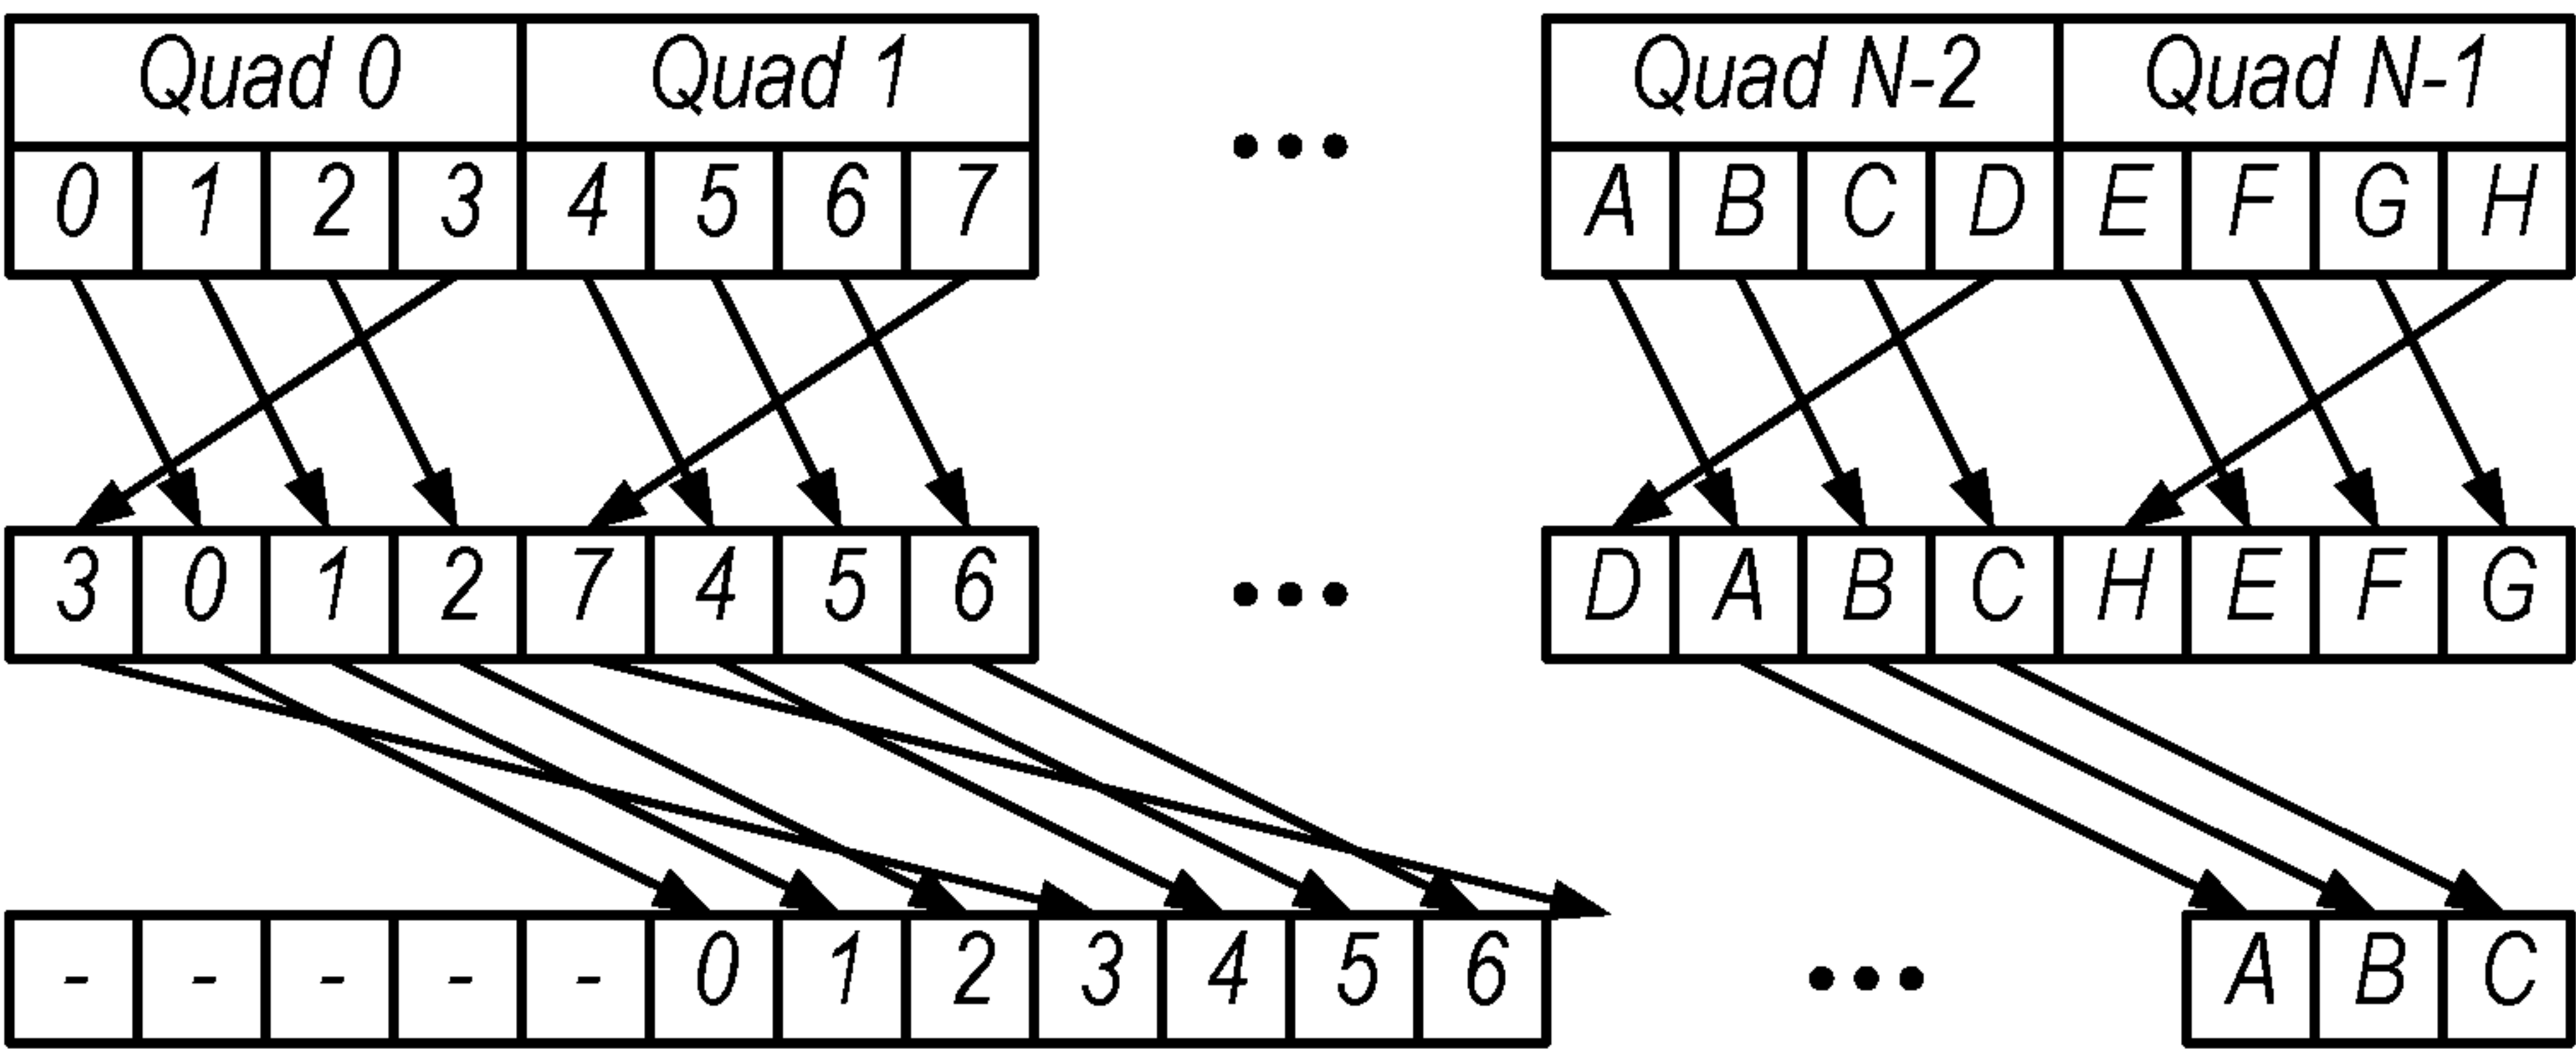 Quad 0 Quad 1 ... Quad N-2 Quad N-1
0 1 2 3 4 5 6 7 A B C D E F G H
3 0 1 2 7 4 5 6 ... D A B C H E F G
- - - - - 0 1 2 3 4 5 6 ... A B C